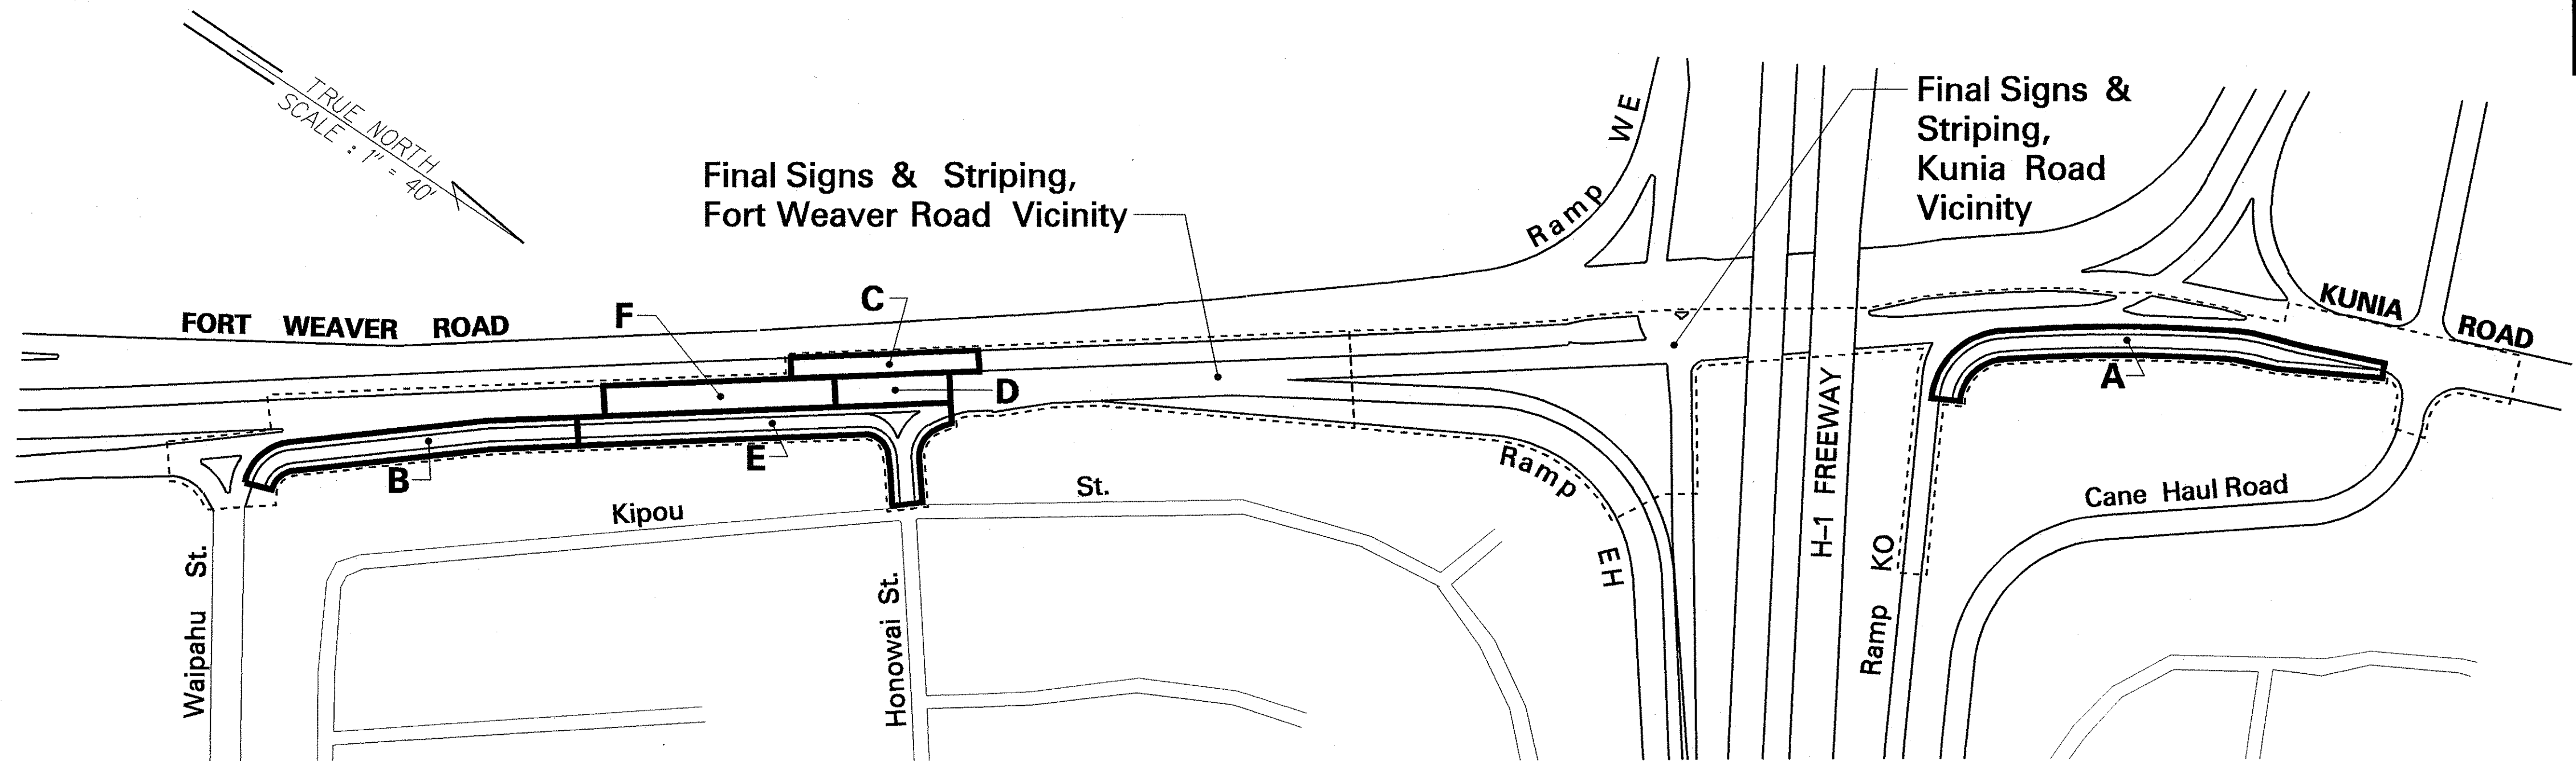 TRUE NORTH
SCALE : 1" = 40'
Final Signs & Striping,
Fort Weaver Road Vicinity
Final Signs &
Striping,
Kunia Road
Vicinity
Ramp WE
FORT WEAVER ROAD
F
C
D
B
E
A
KUNIA ROAD
Kipou St.
Ramp EH
H-1 FREEWAY
Ramp KO
Cane Haul Road
Waipahu St.
Honowai St.